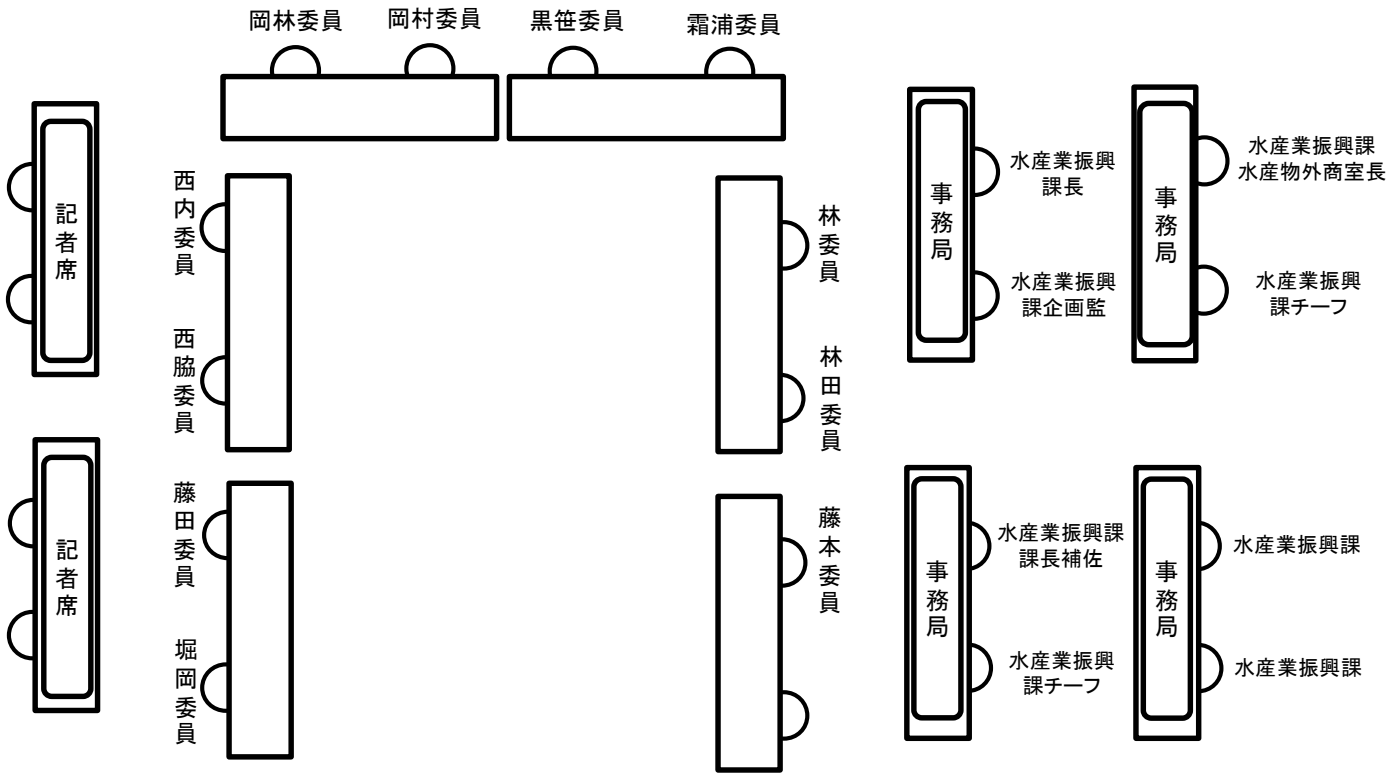 岡林委員
岡村委員
黒笹委員
霜浦委員
記者席
記者席
西内委員
西脇委員
藤田委員
堀岡委員
林委員
林田委員
藤本委員
事務局
水産業振興
課長
水産業振興
課企画監
事務局
水産業振興課
水産物外商室長
水産業振興
課チーフ
事務局
水産業振興課
課長補佐
水産業振興
課チーフ
事務局
水産業振興課
水産業振興課